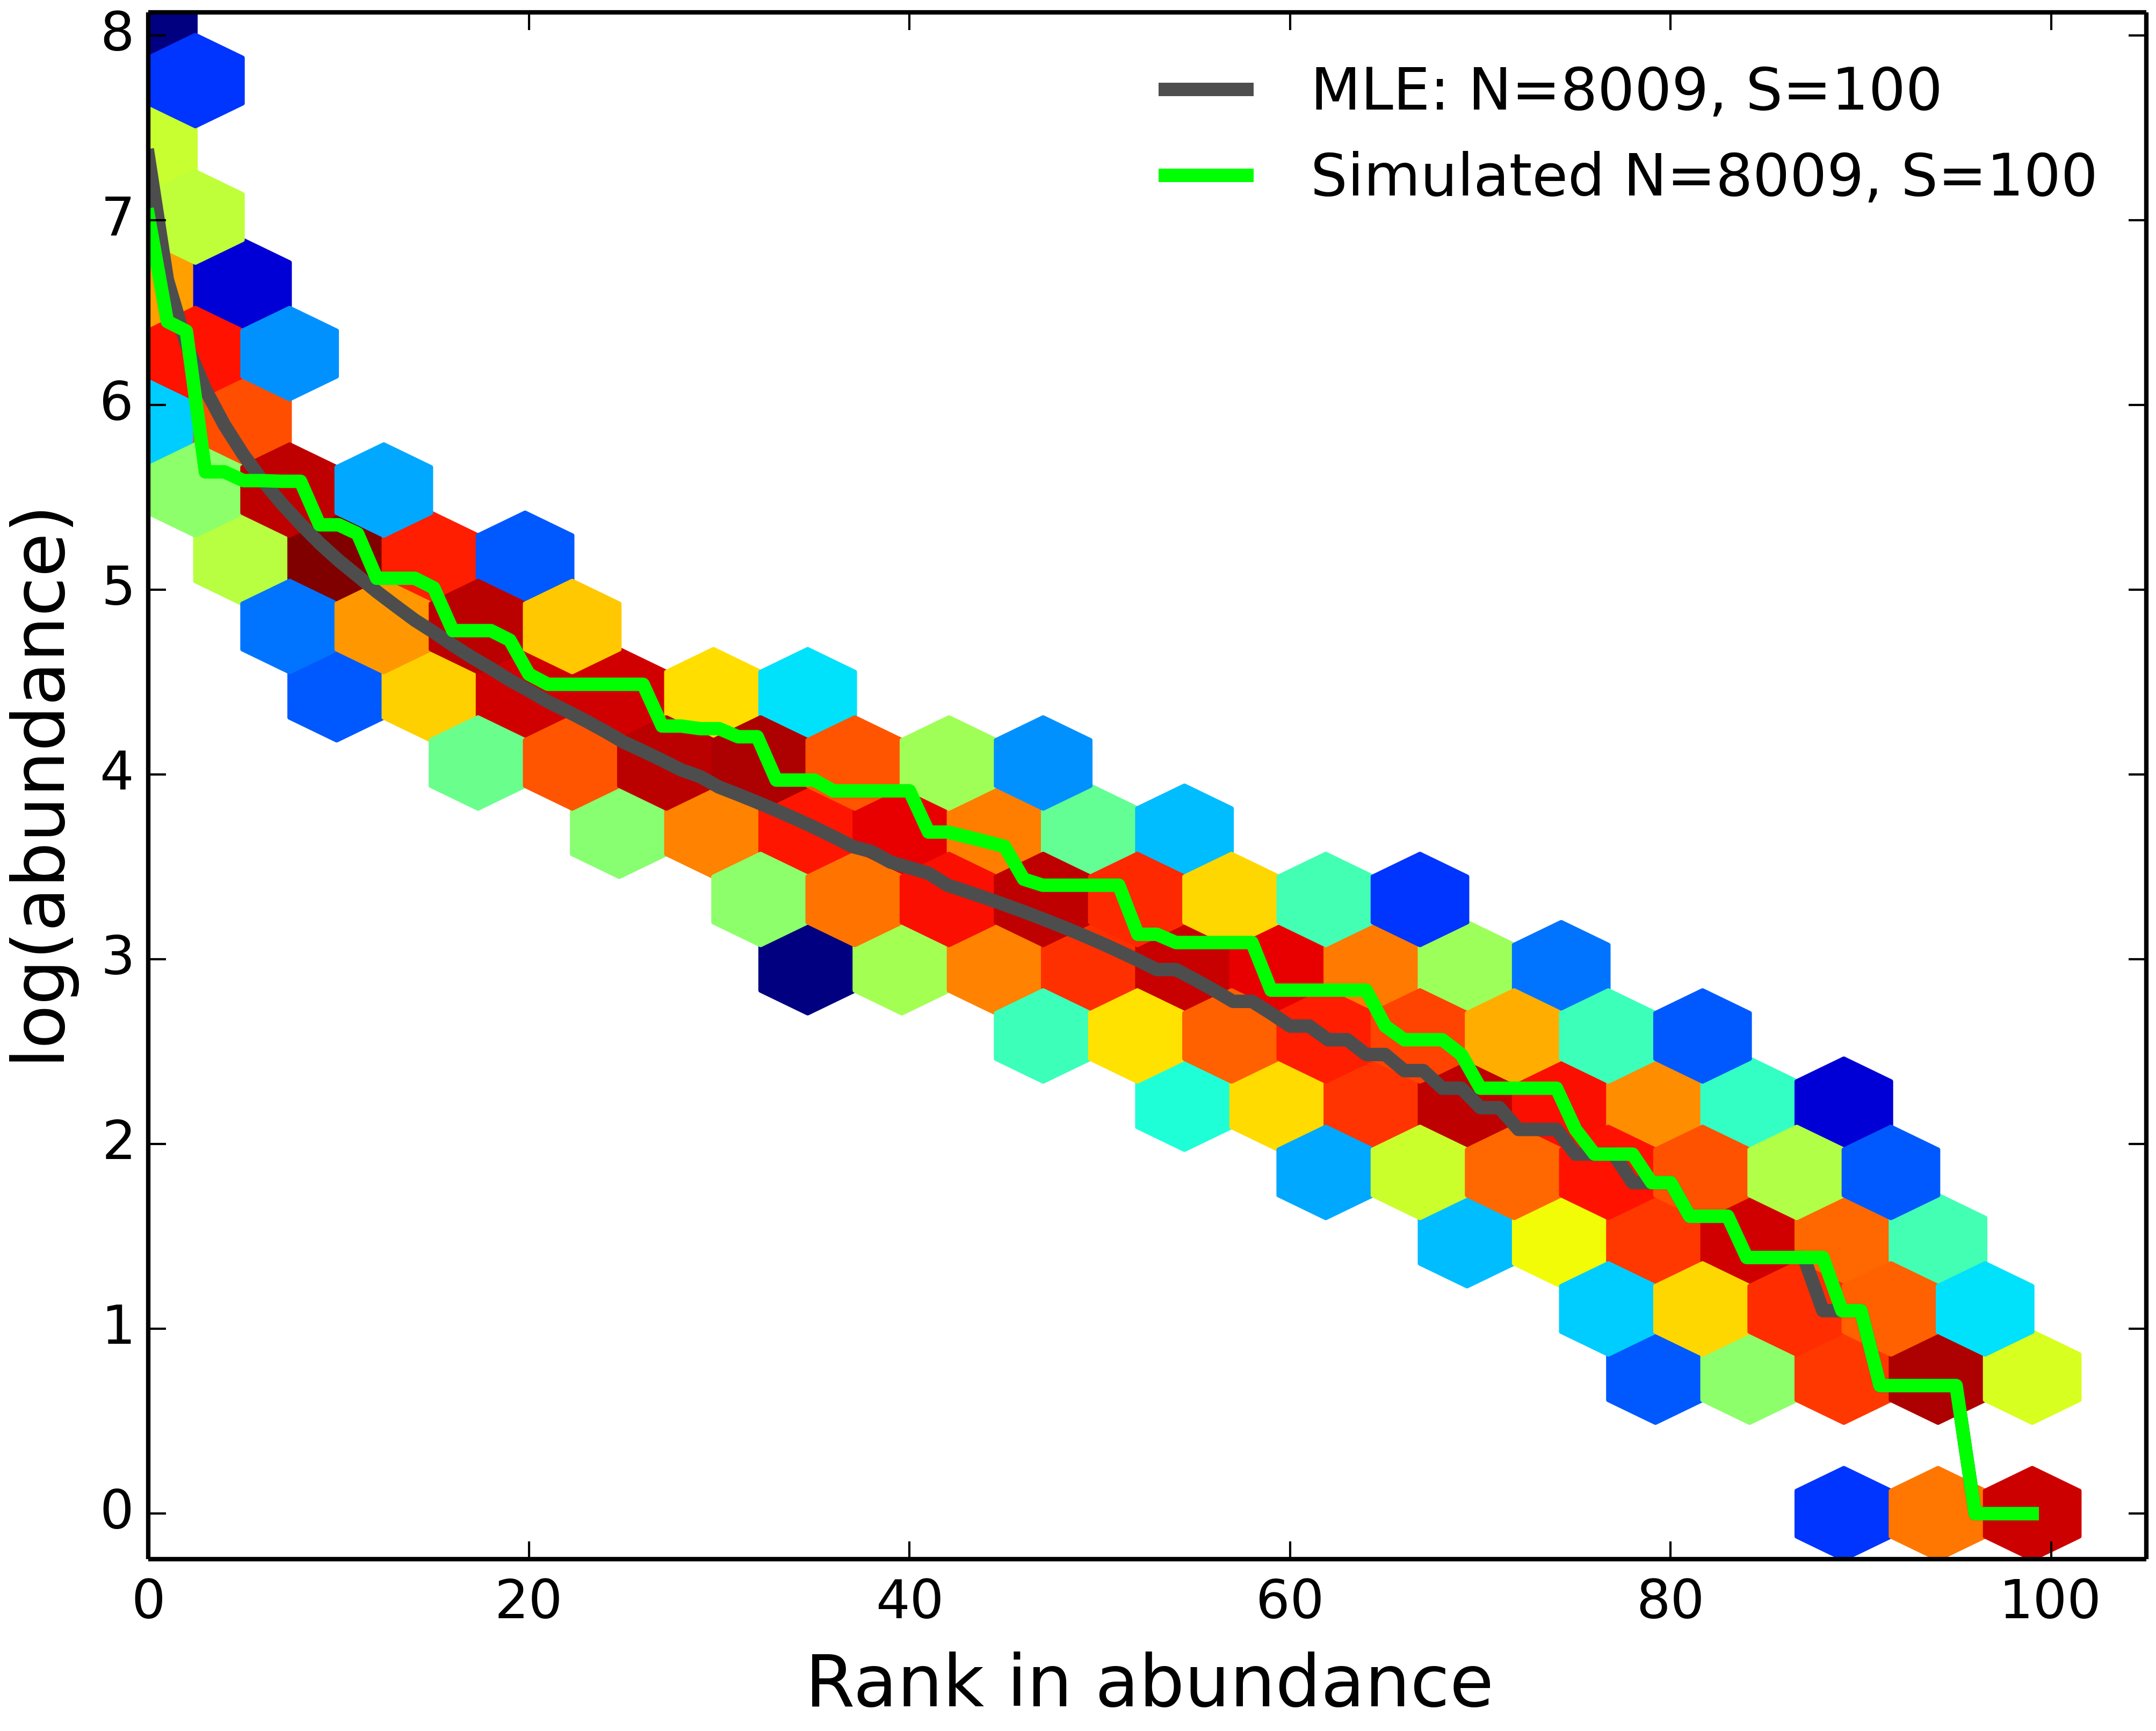 MLE: N=8009, S=100
Simulated N=8009, S=100
log(abundance)
8
7
6
5
4
3
2
1
0
0 20 40 60 80 100
Rank in abundance